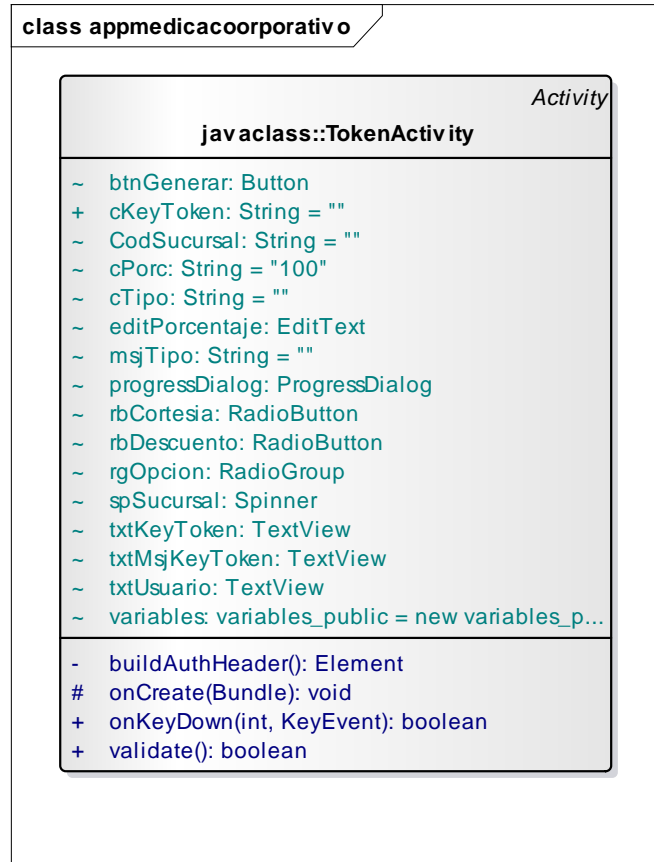 class appmedicacoorporativo
Activity
javaclass::TokenActivity
~ btnGenerar: Button
+ cKeyToken: String = ""
~ CodSucursal: String = ""
~ cPorc: String = "100"
~ cTipo: String = ""
~ editPorcentaje: EditText
~ msjTipo: String = ""
~ progressDialog: ProgressDialog
~ rbCortesia: RadioButton
~ rbDescuento: RadioButton
~ rgOpcion: RadioGroup
~ spSucursal: Spinner
~ txtKeyToken: TextView
~ txtMsjKeyToken: TextView
~ txtUsuario: TextView
~ variables: variables_public = new variables_p...
- buildAuthHeader(): Element
# onCreate(Bundle): void
+ onKeyDown(int, KeyEvent): boolean
+ validate(): boolean